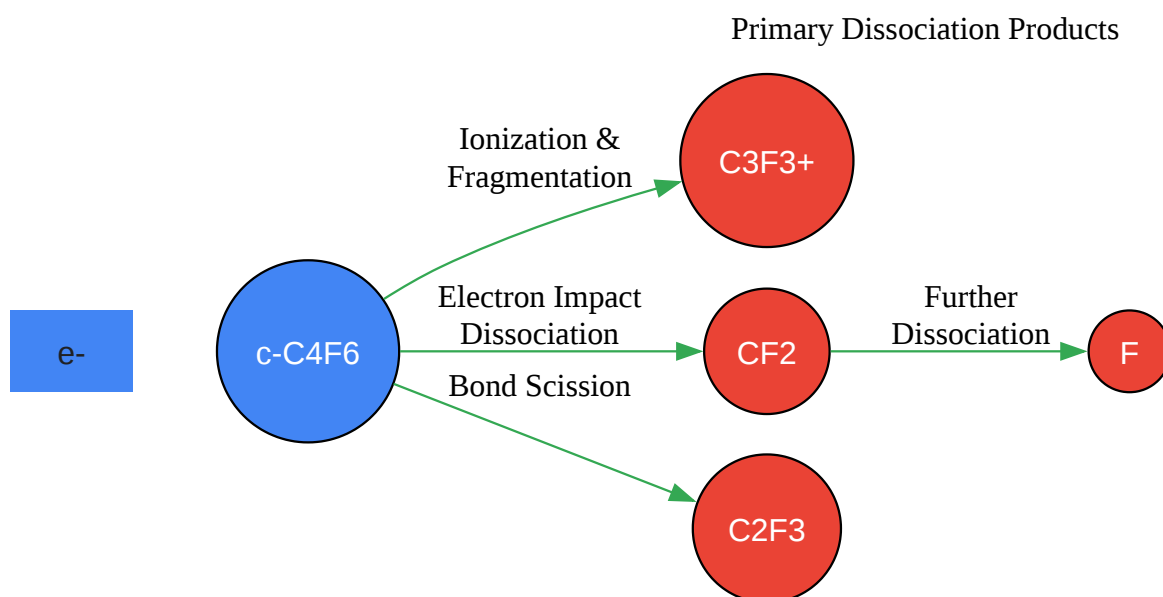 Primary Dissociation Products
Ionization &
Fragmentation
C3F3+
e-
c-C4F6
Electron Impact
Dissociation
CF2
Further
Dissociation
F
Bond Scission
C2F3